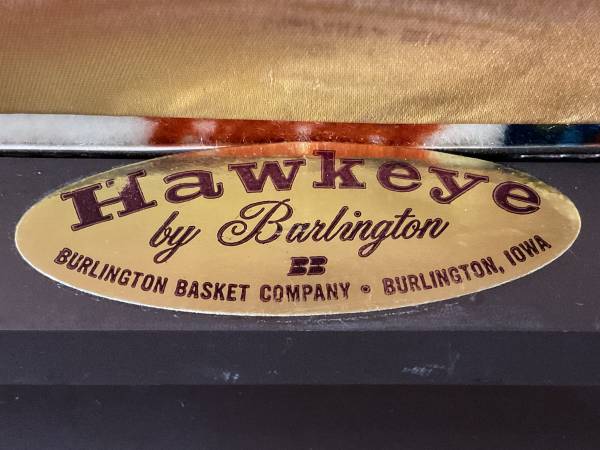 Hawkeye
by Burlington
BB
BURLINGTON BASKET COMPANY • BURLINGTON, IOWA